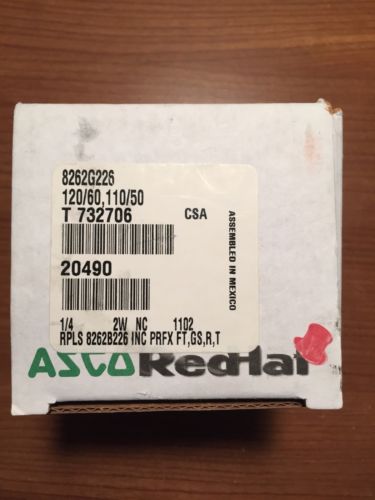 8262G226
120/60,110/50
T 732706 CSA
20490
ASSEMBLED IN MEXICO
1/4 2W NC 1102
RPLS 8262B226 INC PRFX FT,GS,R,T
ASCO RedHat